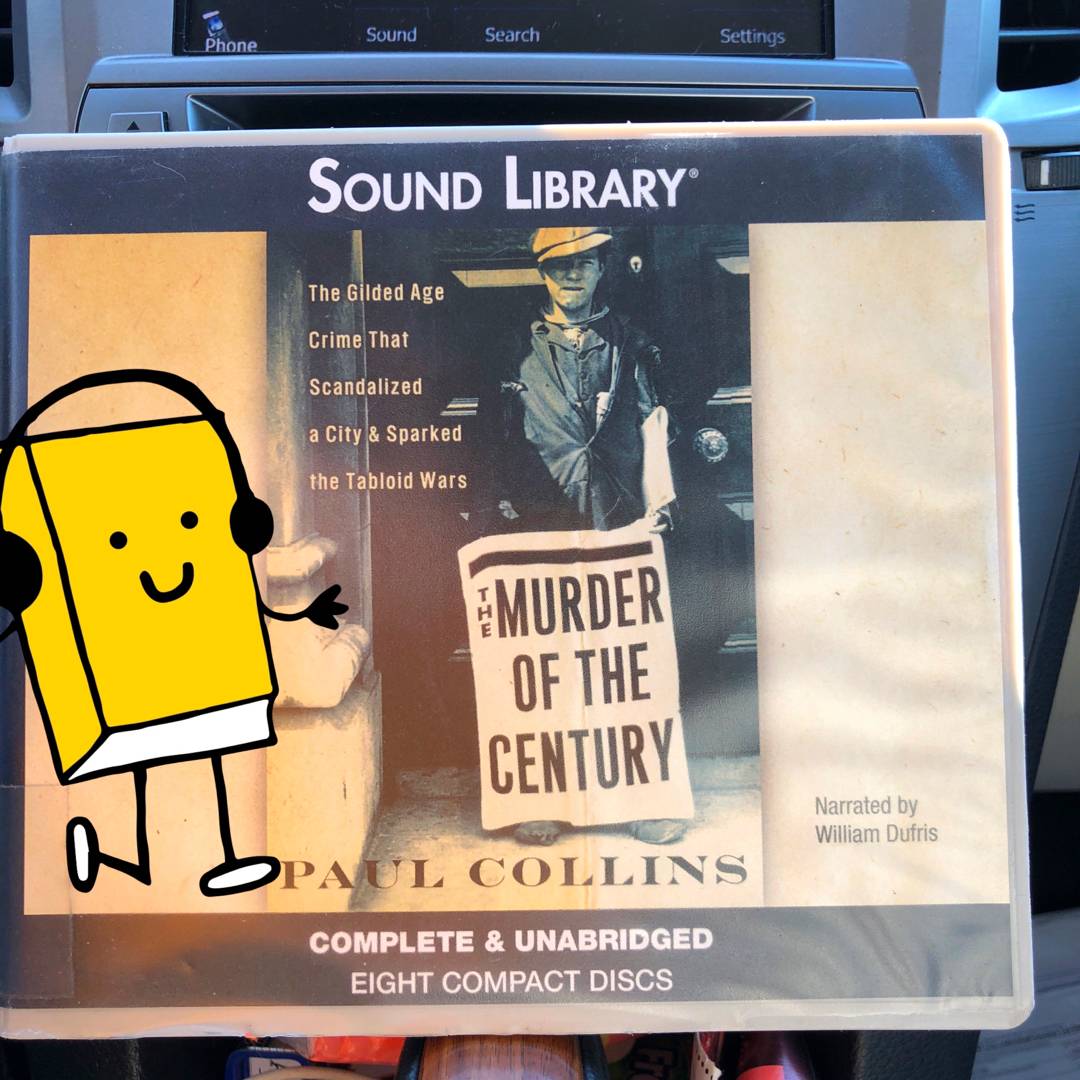 Phone
Sound
Search
Settings
SOUND LIBRARY®
The Gilded Age
Crime That
Scandalized
a City & Sparked
the Tabloid Wars
THE MURDER
OF THE
CENTURY
Narrated by
William Dufris
PAUL COLLINS
COMPLETE & UNABRIDGED
EIGHT COMPACT DISCS